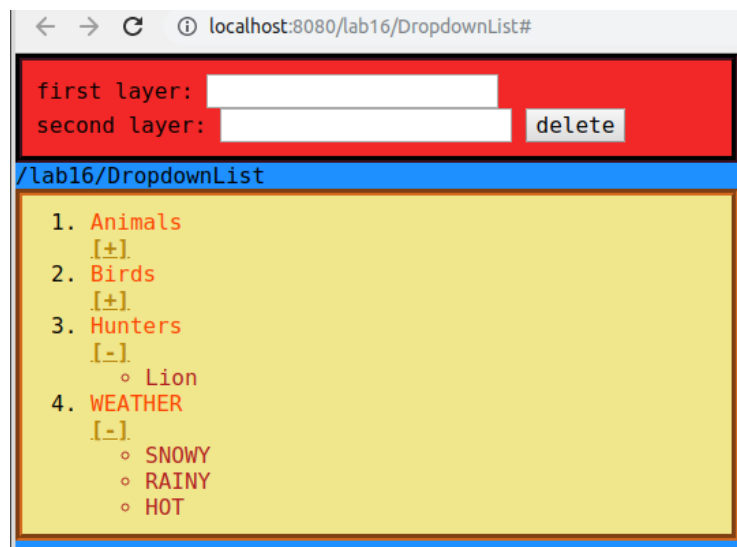 localhost:8080/lab16/DropdownList#
first layer:
second layer: delete
/lab16/DropdownList
1. Animals
[+]
2. Birds
[+]
3. Hunters
[-]
◦ Lion
4. WEATHER
[-]
◦ SNOWY
◦ RAINY
◦ HOT